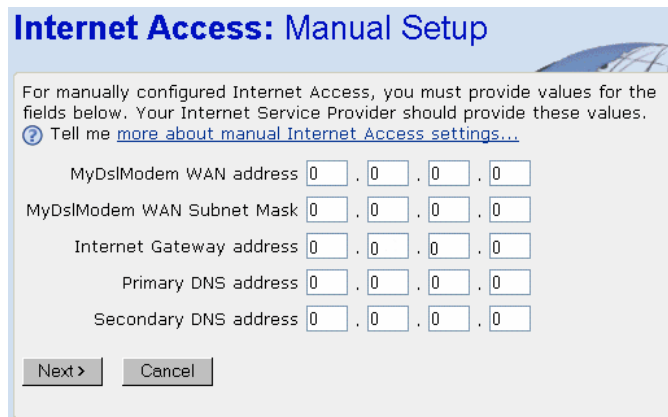 Internet Access: Manual Setup
For manually configured Internet Access, you must provide values for the
fields below. Your Internet Service Provider should provide these values.
? Tell me more about manual Internet Access settings...
MyDslModem WAN address 0 . 0 . 0 . 0
MyDslModem WAN Subnet Mask 0 . 0 . 0 . 0
Internet Gateway address 0 . 0 . 0 . 0
Primary DNS address 0 . 0 . 0 . 0
Secondary DNS address 0 . 0 . 0 . 0
Next > Cancel